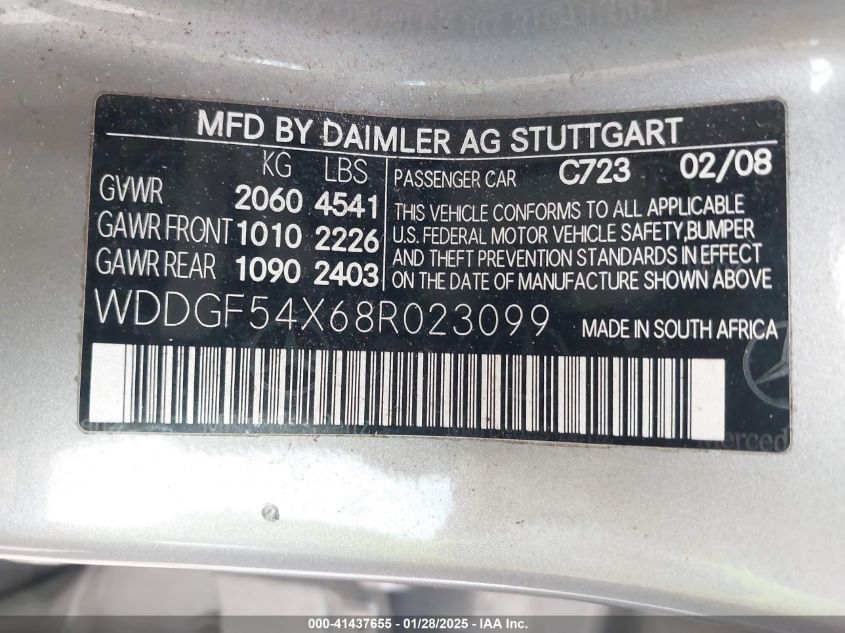 MFD BY DAIMLER AG STUTTGART
KG LBS
GVWR 2060 4541
GAWR FRONT 1010 2226
GAWR REAR 1090 2403
PASSENGER CAR C723 02/08
THIS VEHICLE CONFORMS TO ALL APPLICABLE
U.S. FEDERAL MOTOR VEHICLE SAFETY,BUMPER
AND THEFT PREVENTION STANDARDS IN EFFECT
ON THE DATE OF MANUFACTURE SHOWN ABOVE
WDDGF54X68R023099 MADE IN SOUTH AFRICA
000-41437655 - 01/28/2025 - IAA Inc.